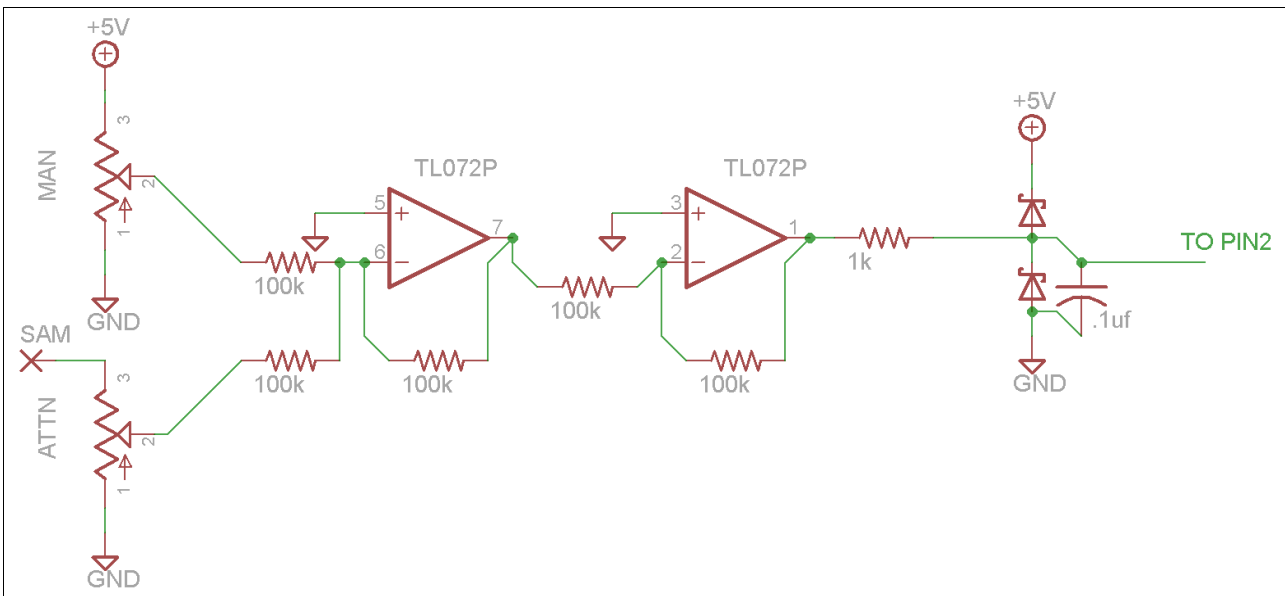 +5V
3
MAN
2
1
GND
SAM
3
ATTN
2
1
GND
100k
100k
TL072P
5
+
6
−
7
100k
100k
TL072P
3
+
2
−
1
100k
1k
+5V
.1uf
GND
TO PIN2